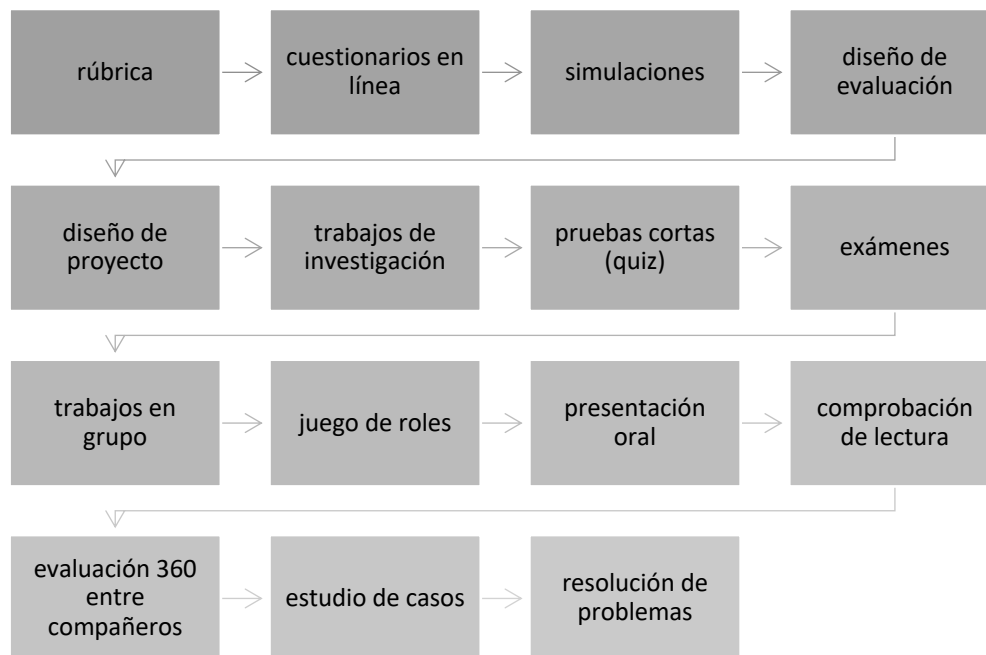 rúbrica
cuestionarios en
línea
simulaciones
diseño de
evaluación
diseño de
proyecto
trabajos de
investigación
pruebas cortas
(quiz)
exámenes
trabajos en
grupo
juego de roles
presentación
oral
comprobación
de lectura
evaluación 360
entre
compañeros
estudio de casos
resolución de
problemas